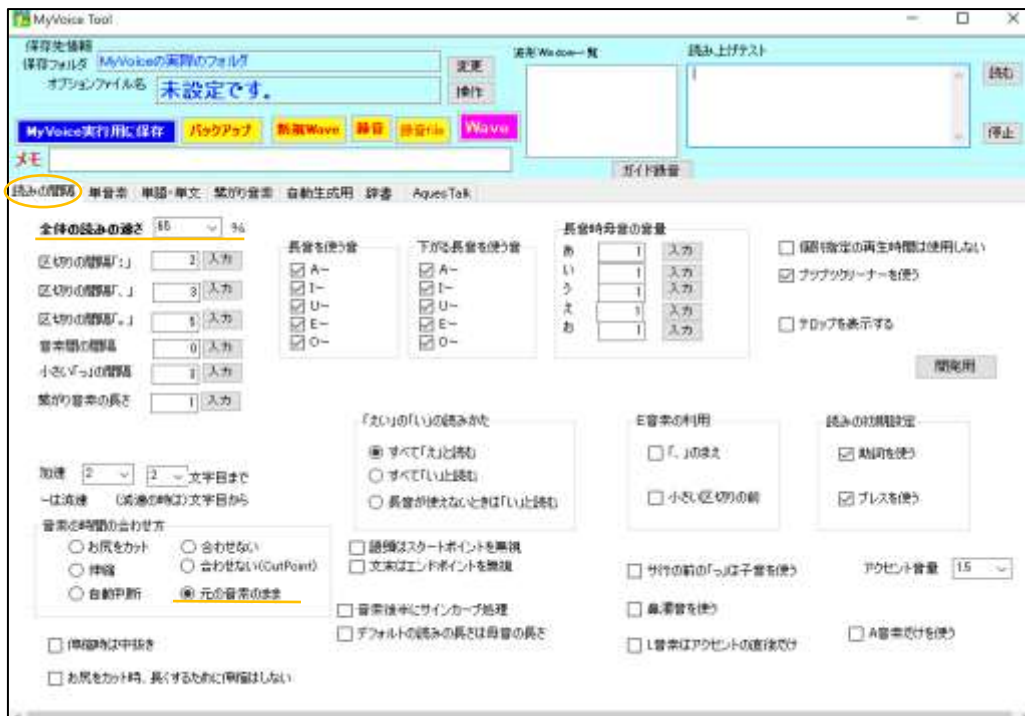 MyVoice Tool
保存先情報
保存フォルダ MyVoiceの実際のフォルダ 変更
オプションファイル名 未設定です。 操作
波形Window一覧
読み上げテスト
読む
停止
MyVoice実行用に保存 バックアップ 新規Wave 録音 録音file Wave
メモ
ガイド録音
読みの間隔 単音素 単語・単文 繋がり音素 自動生成用 辞書 AquesTalk
全体の読みの速さ 65 %
区切りの間隔「:」 2 入力
区切りの間隔「、」 3 入力
区切りの間隔「。」 5 入力
音素間の間隔 0 入力
小さい「っ」の間隔 入力
繋がり音素の長さ 1 入力
長音を使う音
A~
I~
U~
E~
O~
下がる長音を使う音
A~
I~
U~
E~
O~
長音時母音の音量
あ 1 入力
い 1 入力
う 1 入力
え 1 入力
お 1 入力
個別指定の再生時間は使用しない
プツプツクリーナーを使う
テロップを表示する
開発用
「えい」の「い」の読みかた
すべて「え」と読む
すべて「い」と読む
長音が使えないときは「い」と読む
E音素の利用
「、」のまえ
小さい区切りの前
読みの初期設定
助詞を使う
ブレスを使う
加速 2 2 文字目まで
-は減速 (減速の時は)文字目から
音素の時間の合わせ方
お尻をカット 合わせない
伸縮 合わせない(CutPoint)
自動判断 元の音素のまま
語頭はスタートポイントを無視
文末はエンドポイントを無視
音素後半にサインカーブ処理
デフォルトの読みの長さは母音の長さ
サ行の前の「っ」は子音を使う
鼻濁音を使う
L音素はアクセントの直後だけ
アクセント音量 1.5
A音素だけを使う
伸縮時は中抜き
お尻をカット時、長くするために伸縮はしない